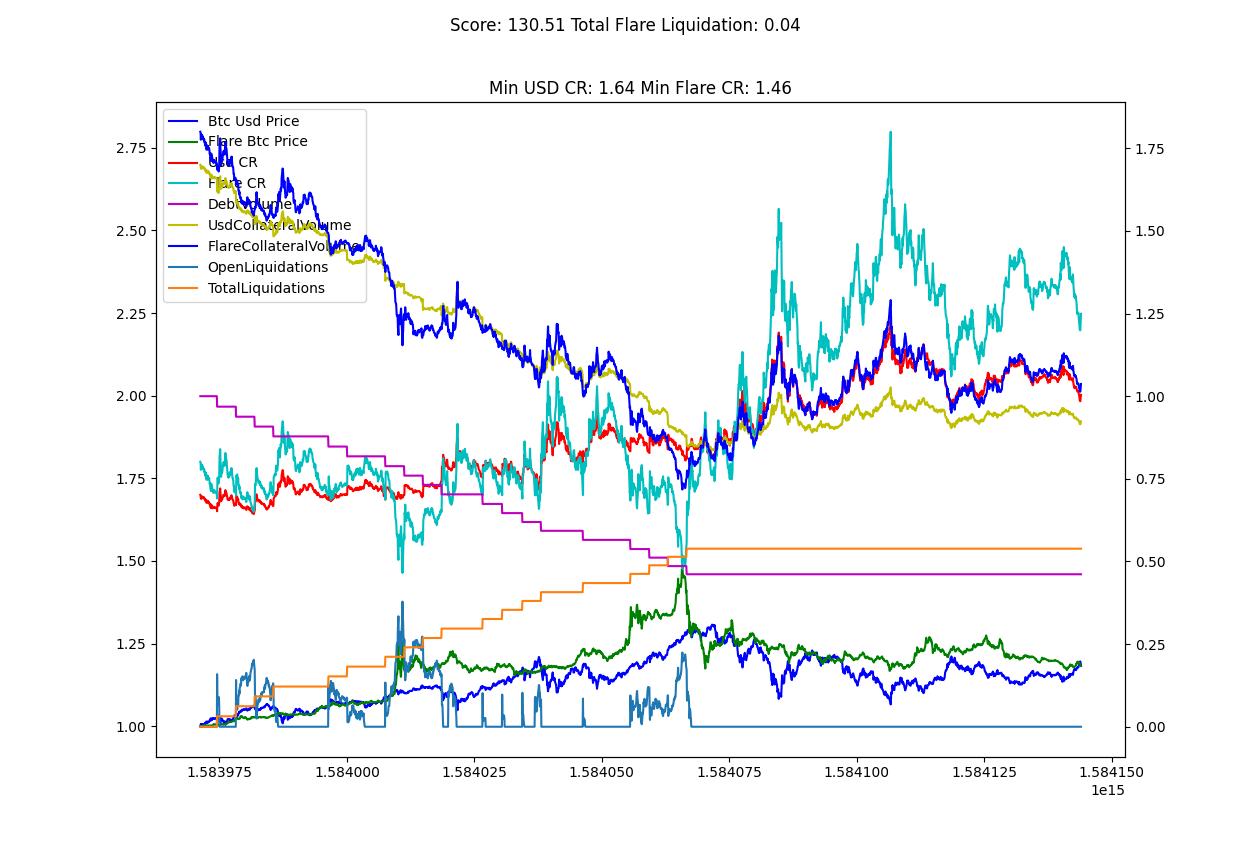 Score: 130.51 Total Flare Liquidation: 0.04
Min USD CR: 1.64 Min Flare CR: 1.46
Btc Usd Price
Flare Btc Price
Usd CR
Flare CR
DebtVolume
UsdCollateralVolume
FlareCollateralVolume
OpenLiquidations
TotalLiquidations
2.75
2.50
2.25
2.00
1.75
1.50
1.25
1.00
1.75
1.50
1.25
1.00
0.75
0.50
0.25
0.00
1.583975 1.584000 1.584025 1.584050 1.584075 1.584100 1.584125 1.584150
1e15